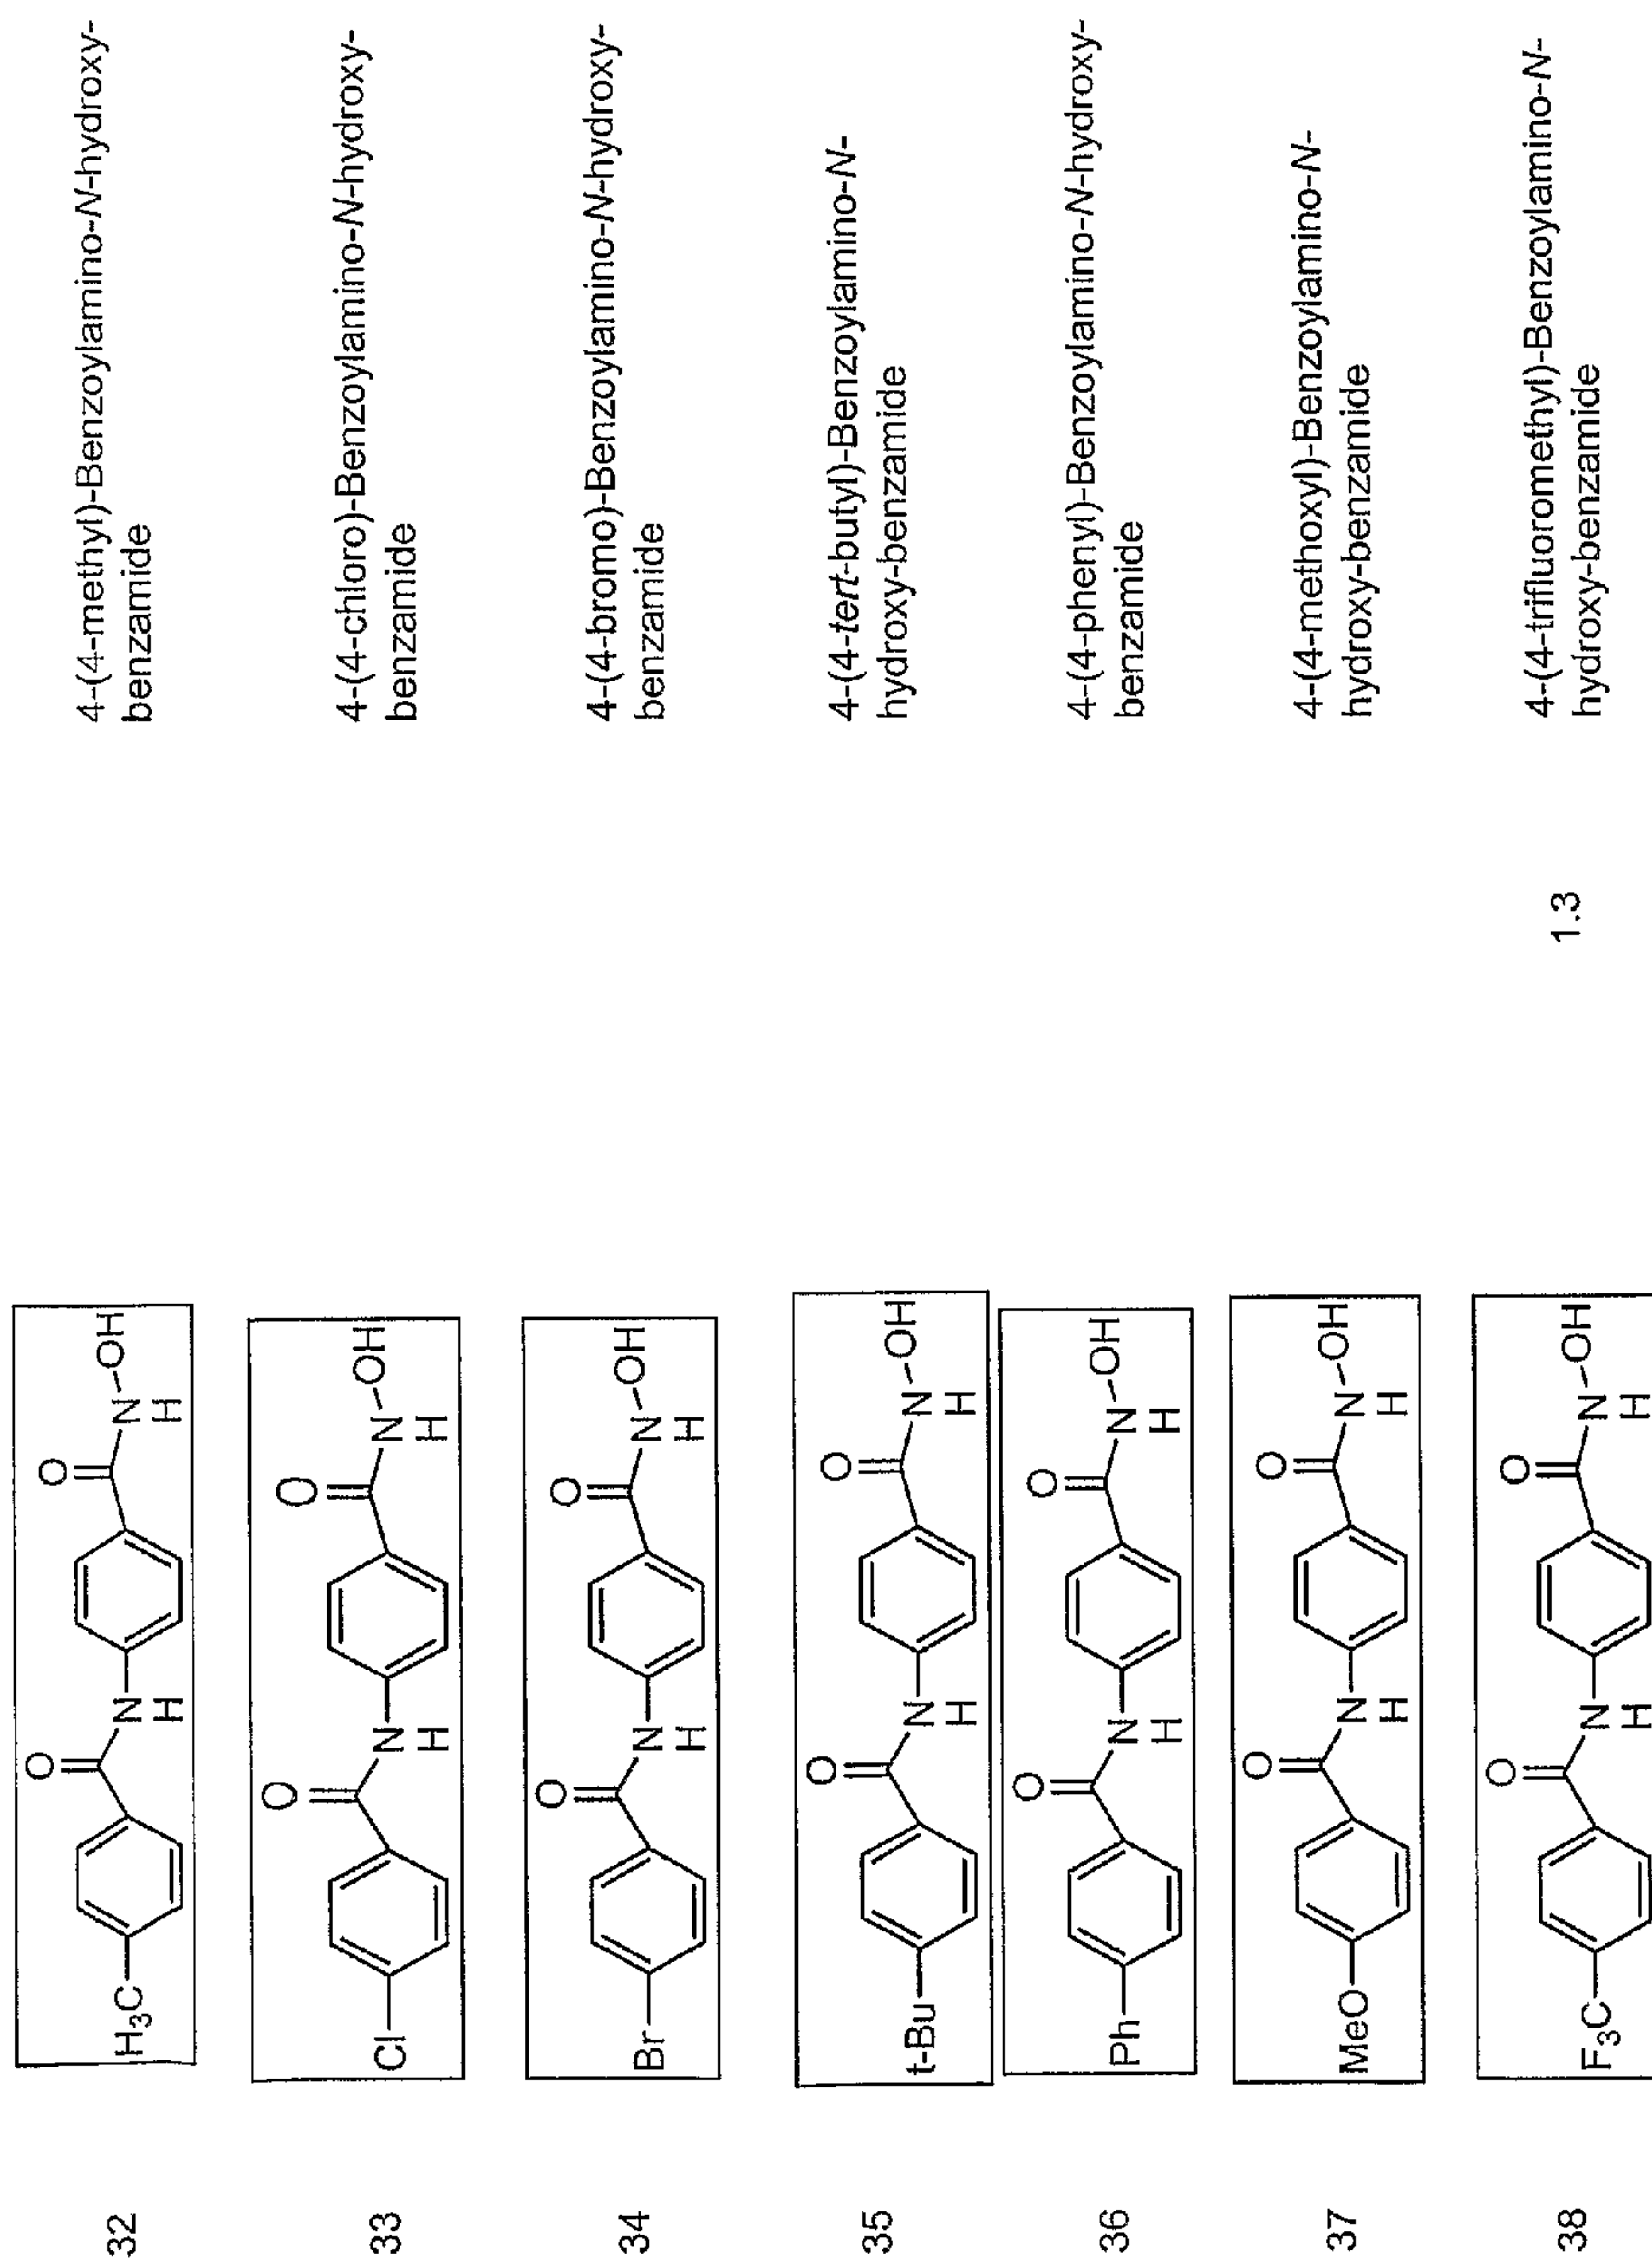 32
H₃C
O
N
H
O
N
H
OH
4-(4-methyl)-Benzoylamino-N-hydroxy-
benzamide
33
Cl
O
N
H
O
N
H
OH
4-(4-chloro)-Benzoylamino-N-hydroxy-
benzamide
34
Br
O
N
H
O
N
H
OH
4-(4-bromo)-Benzoylamino-N-hydroxy-
benzamide
35
t-Bu
O
N
H
O
N
H
OH
4-(4-tert-butyl)-Benzoylamino-N-
hydroxy-benzamide
36
Ph
O
N
H
O
N
H
OH
4-(4-phenyl)-Benzoylamino-N-hydroxy-
benzamide
37
MeO
O
N
H
O
N
H
OH
4-(4-methoxyl)-Benzoylamino-N-
hydroxy-benzamide
38
F₃C
O
N
H
O
N
H
OH
1.3
4-(4-trifluoromethyl)-Benzoylamino-N-
hydroxy-benzamide